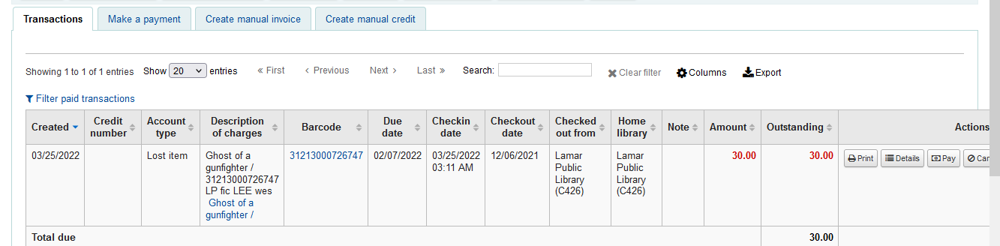 Transactions Make a payment Create manual invoice Create manual credit
Showing 1 to 1 of 1 entries Show 20 entries « First < Previous Next > Last » Search: Clear filter Columns Export
Filter paid transactions
Created Credit number Account type Description of charges Barcode Due date Checkin date Checkout date Checked out from Home library Note Amount Outstanding Actions
03/25/2022 Lost item Ghost of a gunfighter / 31213000726747 LP fic LEE wes Ghost of a gunfighter / 31213000726747 02/07/2022 03/25/2022 03:11 AM 12/06/2021 Lamar Public Library (C426) Lamar Public Library (C426) 30.00 30.00 Print Details Pay
Total due 30.00